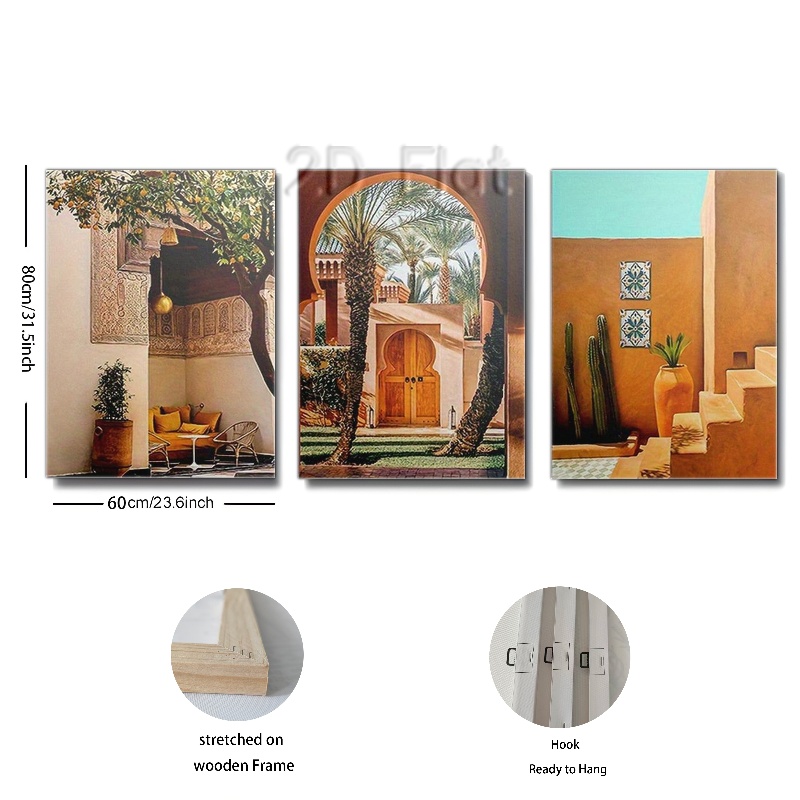 2D Flat
80cm/31.5inch
60cm/23.6inch
stretched on
wooden Frame
Hook
Ready to Hang